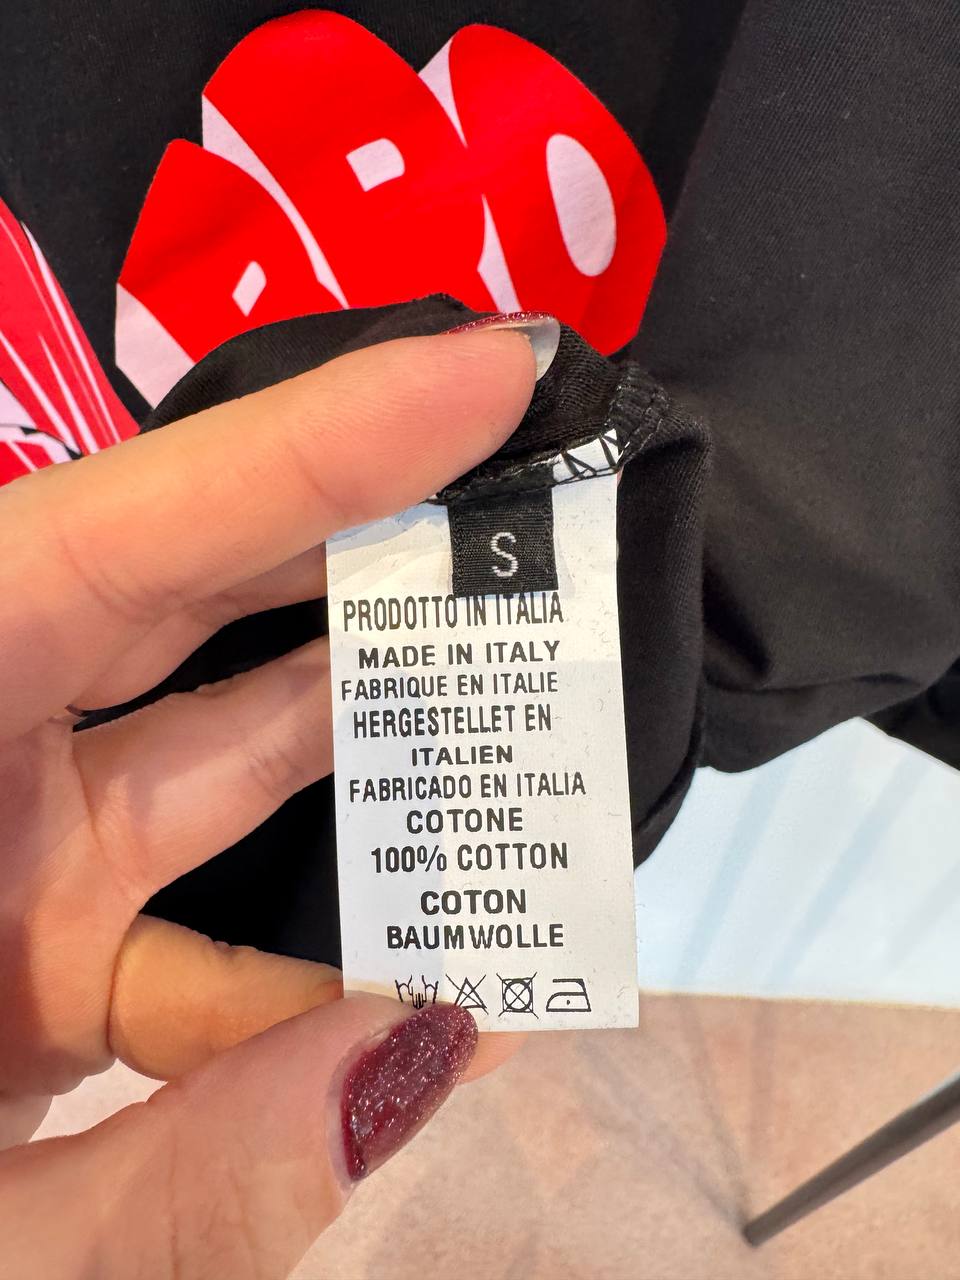 BRO
S
PRODOTTO IN ITALIA
MADE IN ITALY
FABRIQUE EN ITALIE
HERGESTELLET EN
ITALIEN
FABRICADO EN ITALIA
COTONE
100% COTTON
COTON
BAUMWOLLE